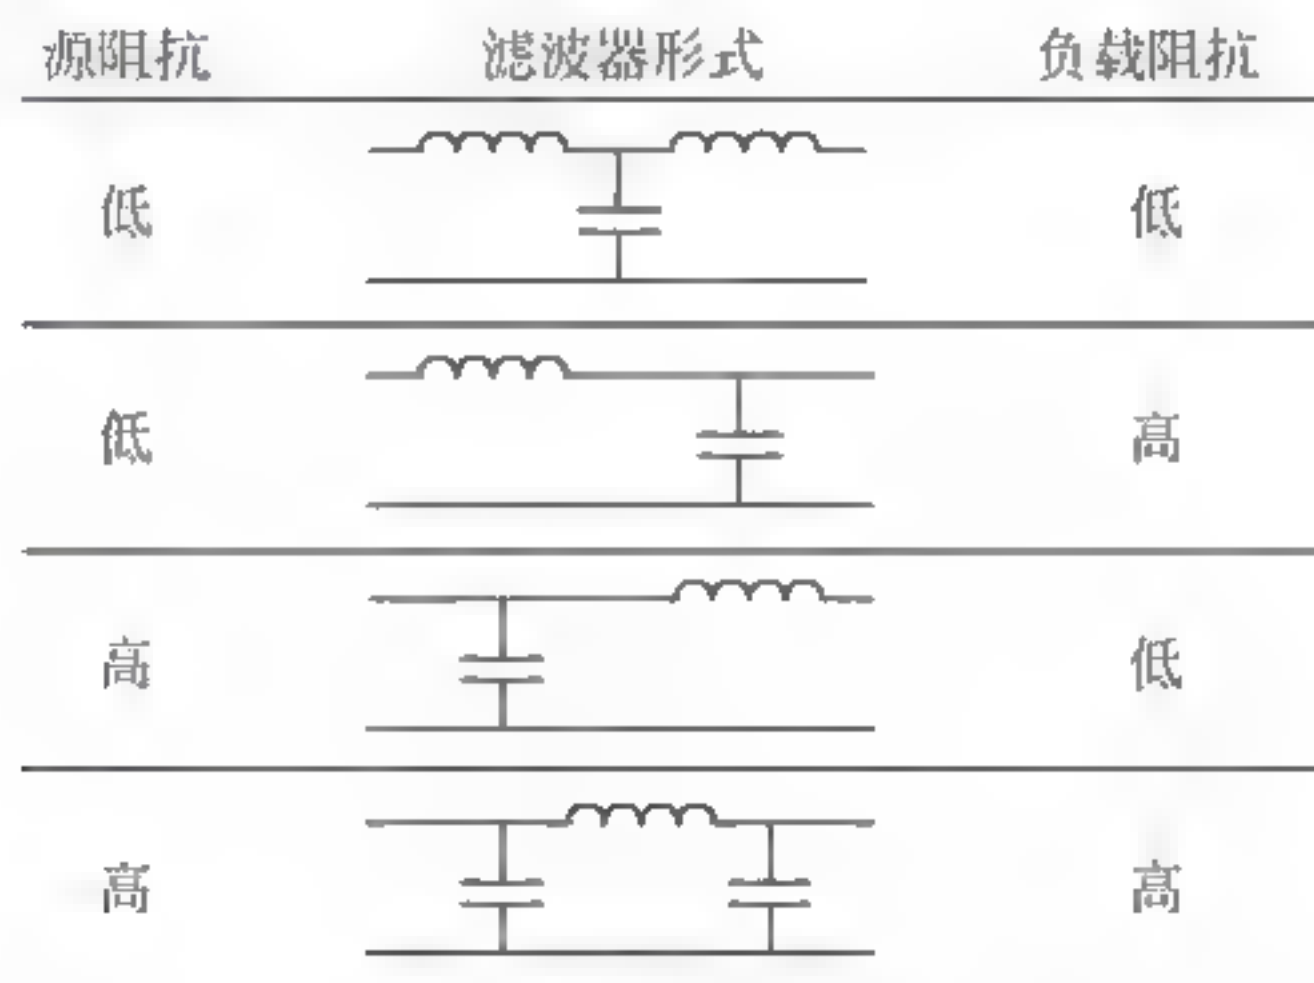 源阻抗 滤波器形式 负载阻抗
低 低
低 高
高 低
高 高